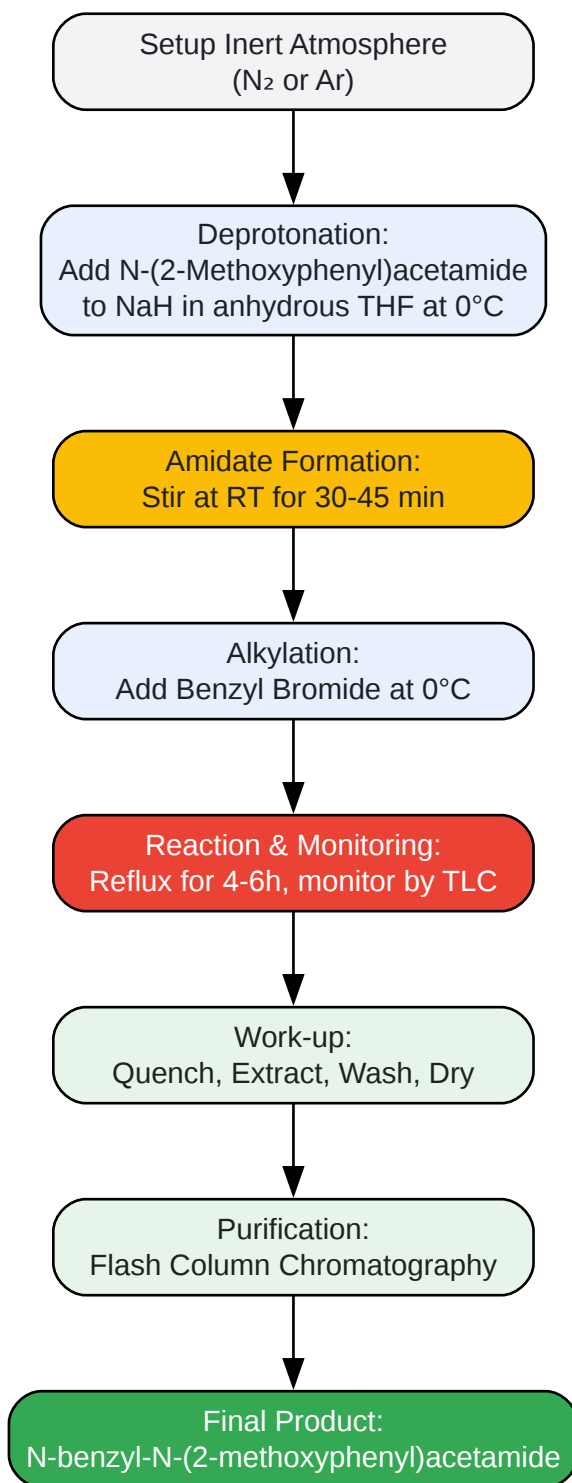 Setup Inert Atmosphere
(N₂ or Ar)
Deprotonation:
Add N-(2-Methoxyphenyl)acetamide
to NaH in anhydrous THF at 0°C
Amidate Formation:
Stir at RT for 30-45 min
Alkylation:
Add Benzyl Bromide at 0°C
Reaction & Monitoring:
Reflux for 4-6h, monitor by TLC
Work-up:
Quench, Extract, Wash, Dry
Purification:
Flash Column Chromatography
Final Product:
N-benzyl-N-(2-methoxyphenyl)acetamide